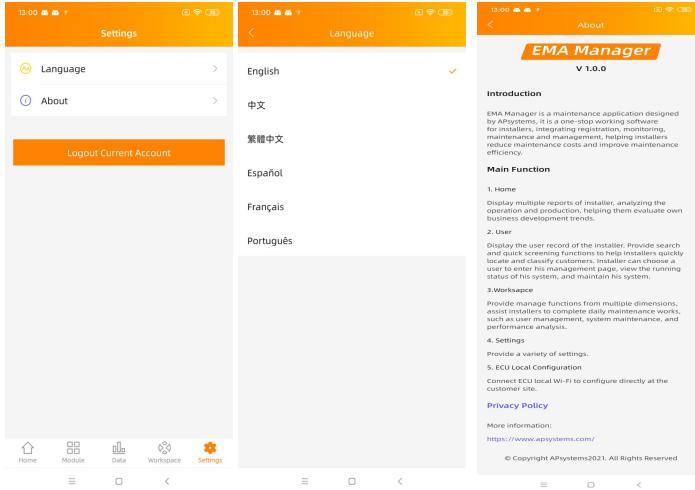 13:00
Settings
Language
About
Logout Current Account
Home
Module
Data
Workspace
Settings
13:00
Language
English
中文
繁體中文
Español
Français
Português
13:00
About
EMA Manager
V 1.0.0
Introduction
EMA Manager is a maintenance application designed
by APsystems, it is a one-stop working software
for installers, integrating registration, monitoring,
maintenance and management, helping installers
reduce maintenance costs and improve maintenance
efficiency.
Main Function
1. Home
Display multiple reports of installer, analyzing the
operation and production, helping them evaluate own
business development trends.
2. User
Display the user record of the installer. Provide search
and quick screening functions to help installers quickly
locate and classify customers. Installer can choose a
user to enter his management page, view the running
status of his system, and maintain his system.
3.Worksapce
Provide manage functions from multiple dimensions,
assist installers to complete daily maintenance works,
such as user management, system maintenance, and
performance analysis.
4. Settings
Provide a variety of settings.
5. ECU Local Configuration
Connect ECU local Wi-Fi to configure directly at the
customer site.
Privacy Policy
More information:
https://www.apsystems.com/
© Copyright APsystems2021. All Rights Reserved